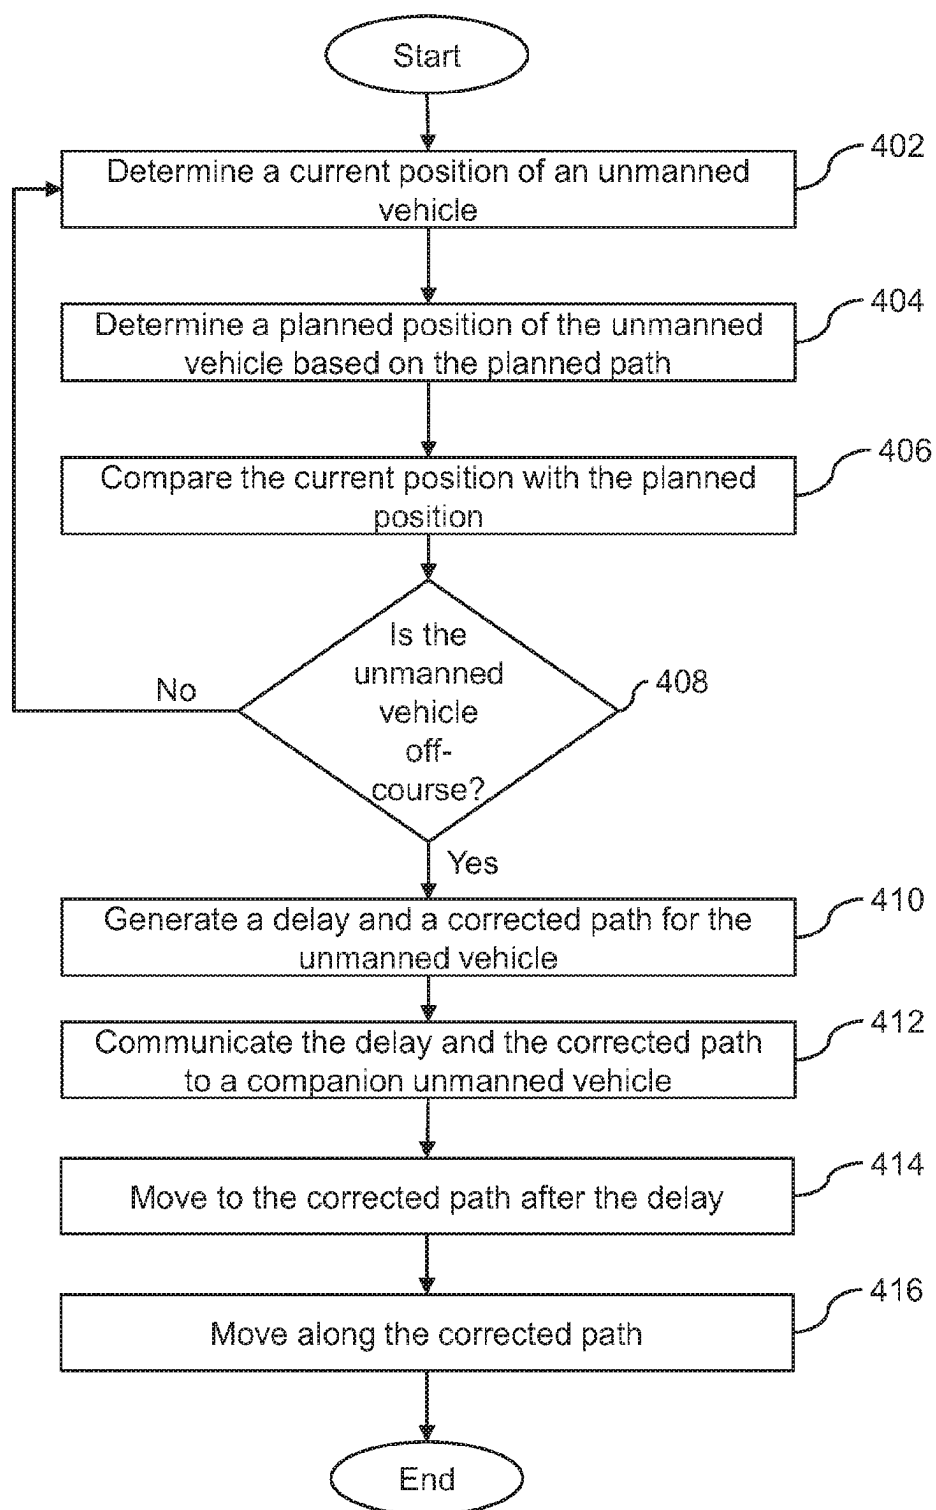 Start
Determine a current position of an unmanned
vehicle
402
Determine a planned position of the unmanned
vehicle based on the planned path
404
Compare the current position with the planned
position
406
Is the
unmanned
vehicle
off-
course?
408
No
Yes
Generate a delay and a corrected path for the
unmanned vehicle
410
Communicate the delay and the corrected path
to a companion unmanned vehicle
412
Move to the corrected path after the delay
414
Move along the corrected path
416
End